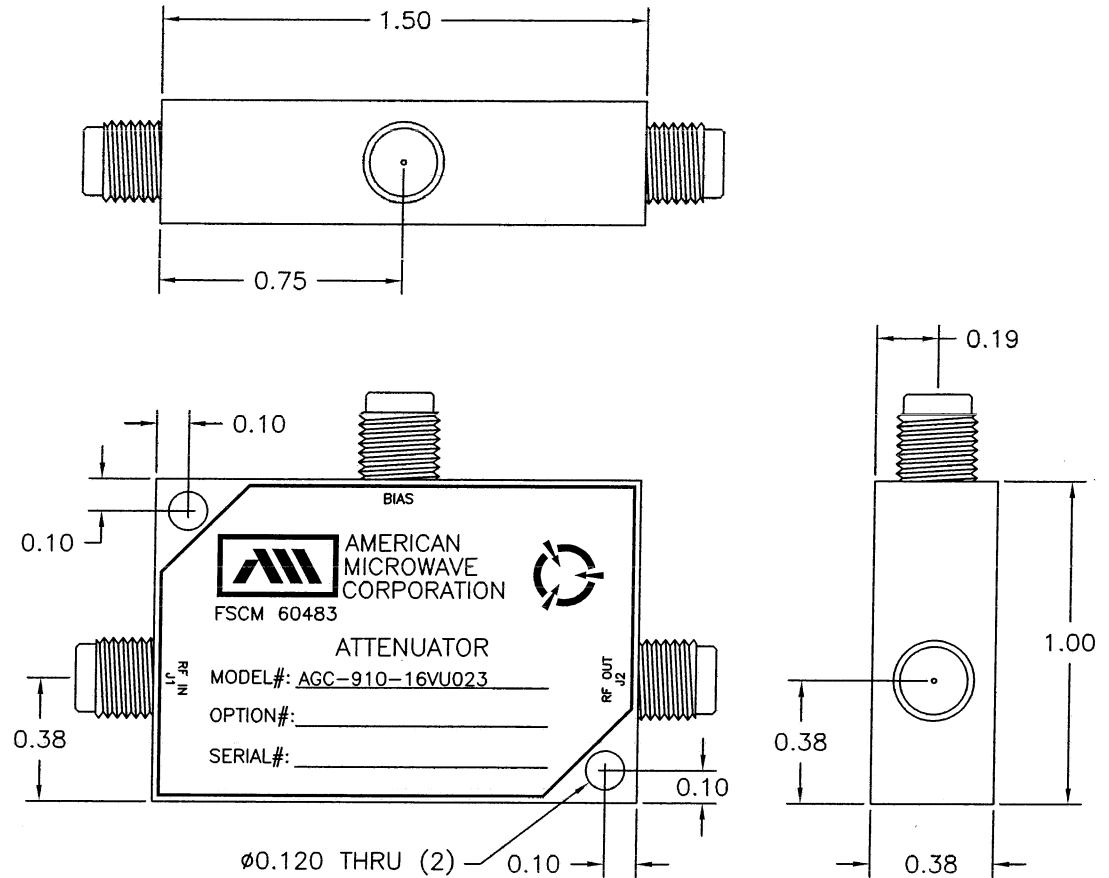 1.50
0.75
0.19
0.10
0.10
BIAS
AMERICAN
MICROWAVE
CORPORATION
FSCM 60483
ATTENUATOR
RF IN
J1
MODEL#: AGC-910-16VU023
RF OUT
J2
OPTION#:
SERIAL#:
0.38
0.10
ø0.120 THRU (2)
0.10
1.00
0.38
0.38